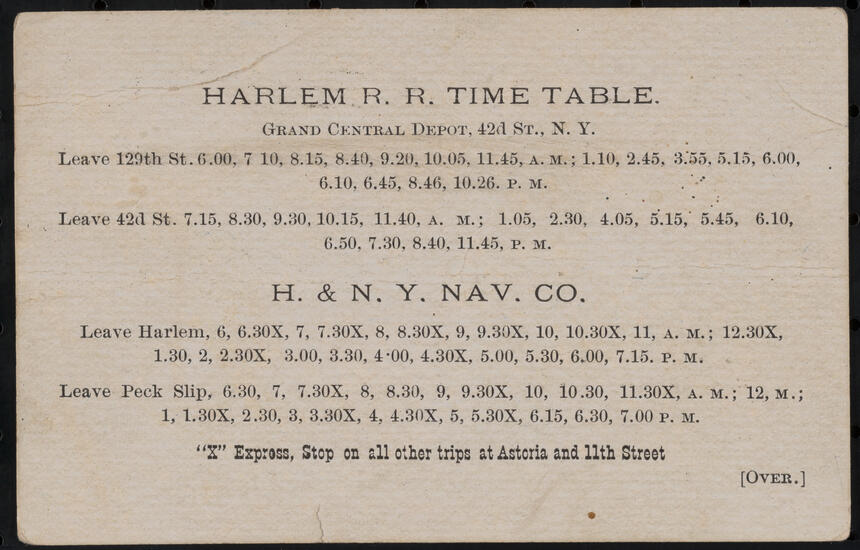 HARLEM R. R. TIME TABLE.
GRAND CENTRAL DEPOT, 42d ST., N. Y.
Leave 129th St. 6.00, 7 10, 8.15, 8.40, 9.20, 10.05, 11.45, A. M.; 1.10, 2.45, 3.55, 5.15, 6.00,
6.10, 6.45, 8.46, 10.26. P. M.
Leave 42d St. 7.15, 8.30, 9.30, 10.15, 11.40, A. M.; 1.05, 2.30, 4.05, 5.15, 5.45, 6.10,
6.50, 7.30, 8.40, 11.45, P. M.
H. & N. Y. NAV. CO.
Leave Harlem, 6, 6.30X, 7, 7.30X, 8, 8.30X, 9, 9.30X, 10, 10.30X, 11, A. M.; 12.30X,
1.30, 2, 2.30X, 3.00, 3.30, 4·00, 4.30X, 5.00, 5.30, 6.00, 7.15. P. M.
Leave Peck Slip, 6.30, 7, 7.30X, 8, 8.30, 9, 9.30X, 10, 10.30, 11.30X, A. M.; 12, M.;
1, 1.30X, 2.30, 3, 3.30X, 4, 4.30X, 5, 5.30X, 6.15, 6.30, 7.00 P. M.
"X" Express, Stop on all other trips at Astoria and 11th Street
[OVER.]